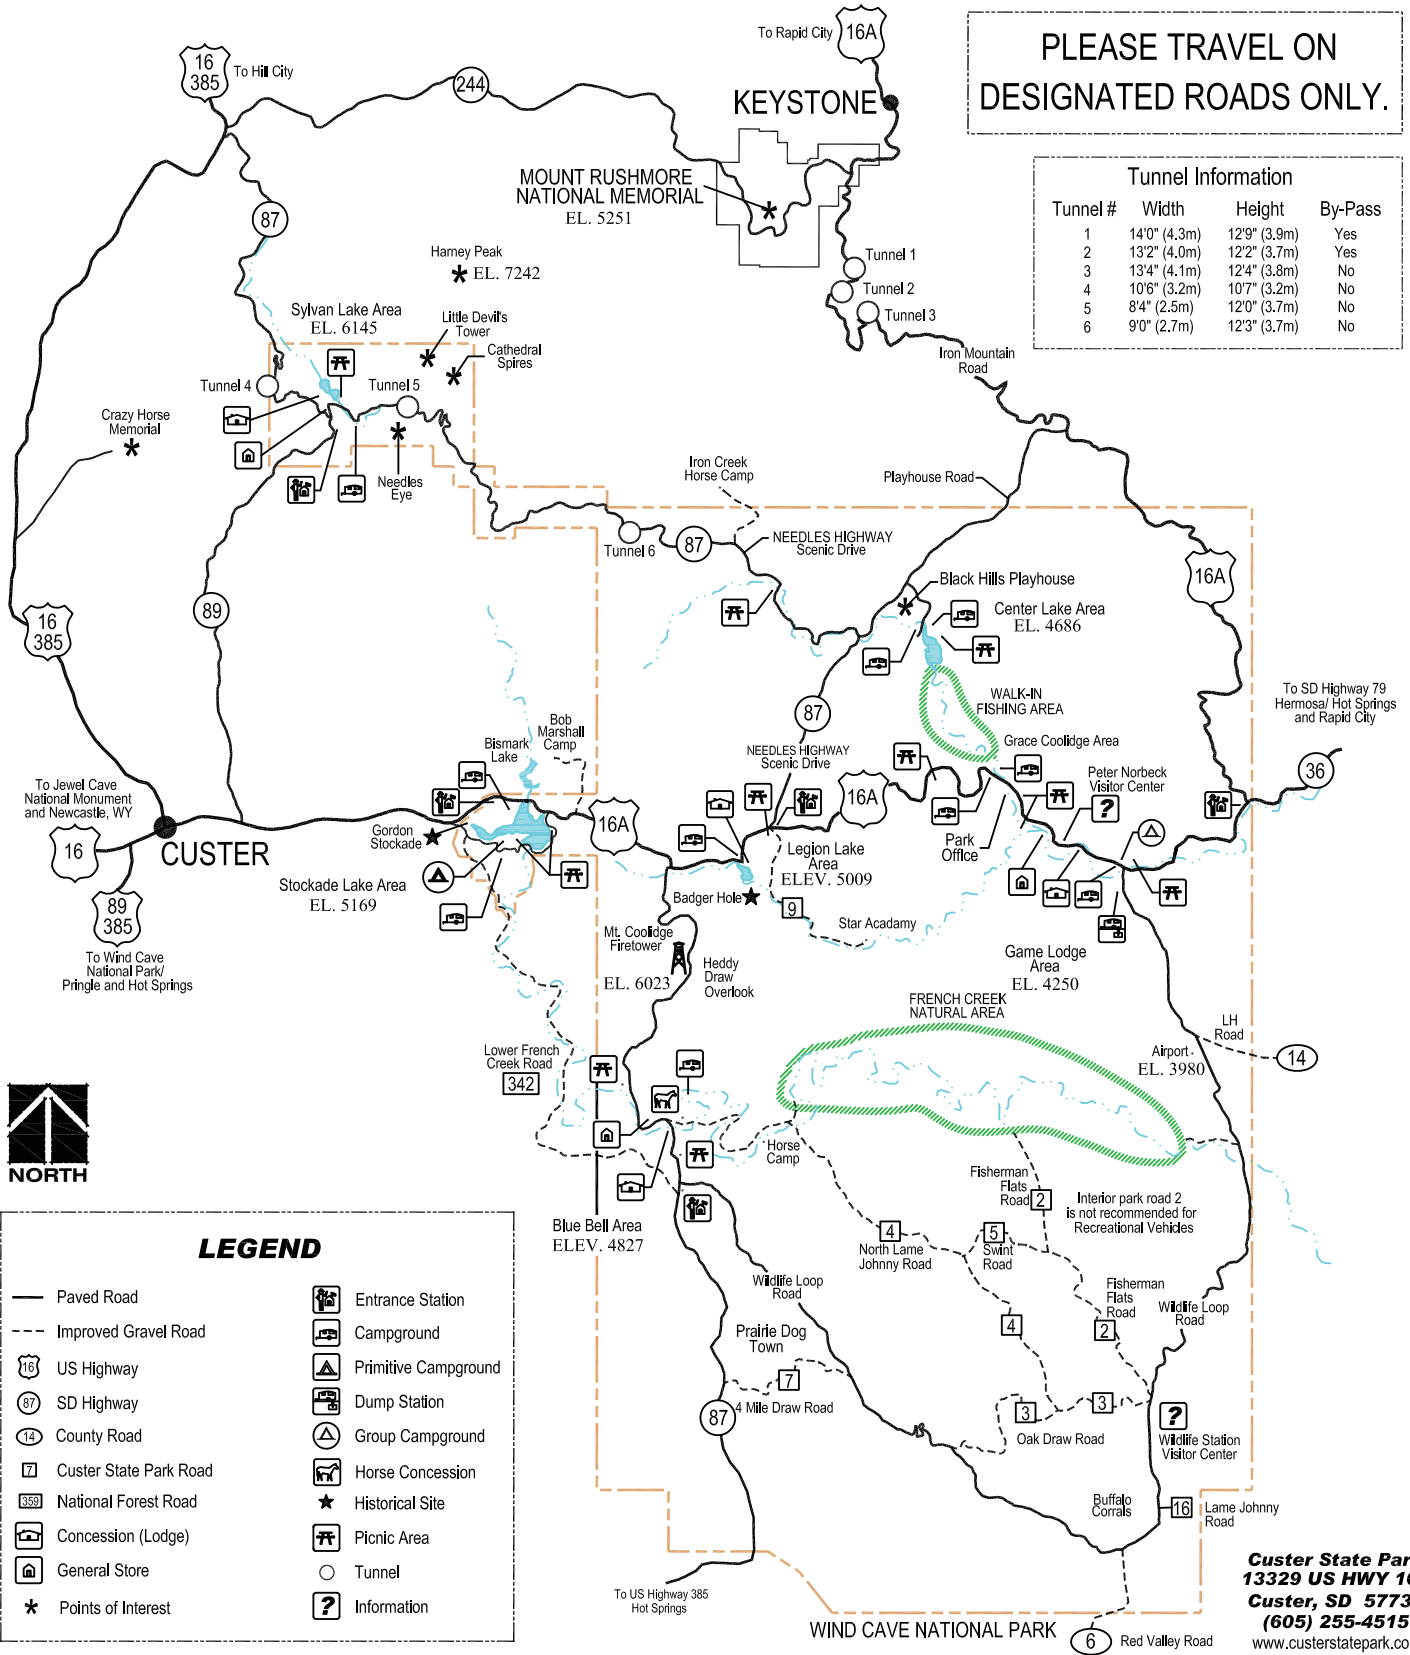 PLEASE TRAVEL ON
DESIGNATED ROADS ONLY.
Tunnel Information
Tunnel # Width Height By-Pass
1 14'0" (4.3m) 12'9" (3.9m) Yes
2 13'2" (4.0m) 12'2" (3.7m) Yes
3 13'4" (4.1m) 12'4" (3.8m) No
4 10'6" (3.2m) 10'7" (3.2m) No
5 8'4" (2.5m) 12'0" (3.7m) No
6 9'0" (2.7m) 12'3" (3.7m) No
To Rapid City
16A
16
385
To Hill City
244
KEYSTONE
MOUNT RUSHMORE
NATIONAL MEMORIAL
EL. 5251
87
Harney Peak
EL. 7242
Tunnel 1
Tunnel 2
Tunnel 3
Sylvan Lake Area
EL. 6145
Little Devil's
Tower
Cathedral
Spires
Iron Mountain
Road
Tunnel 4
Tunnel 5
Crazy Horse
Memorial
Needles
Eye
Iron Creek
Horse Camp
Playhouse Road
Tunnel 6
87
NEEDLES HIGHWAY
Scenic Drive
16A
Black Hills Playhouse
Center Lake Area
EL. 4686
89
16
385
WALK-IN
FISHING AREA
To SD Highway 79
Hermosa/ Hot Springs
and Rapid City
87
Bob
Marshall
Camp
Bismark
Lake
NEEDLES HIGHWAY
Scenic Drive
Grace Coolidge Area
Peter Norbeck
Visitor Center
?
36
To Jewel Cave
National Monument
and Newcastle, WY
16A
16A
16
CUSTER
Gordon
Stockade
Legion Lake
Area
ELEV. 5009
Park
Office
Stockade Lake Area
EL. 5169
Badger Hole
9
Star Acadamy
89
385
To Wind Cave
National Park/
Pringle and Hot Springs
Mt. Coolidge
Firetower
EL. 6023
Heddy
Draw
Overlook
Game Lodge
Area
EL. 4250
FRENCH CREEK
NATURAL AREA
LH
Road
14
Airport
EL. 3980
Lower French
Creek Road
342
NORTH
Horse
Camp
Fisherman
Flats
Road
2
Interior park road 2
is not recommended for
Recreational Vehicles
Blue Bell Area
ELEV. 4827
4
North Lame
Johnny Road
5
Swint
Road
Wildlife Loop
Road
Fisherman
Flats
Road
2
Wildlife Loop
Road
4
Prairie Dog
Town
7
4 Mile Draw Road
87
3
3
Oak Draw Road
?
Wildlife Station
Visitor Center
Buffalo
Corrals
16
Lame Johnny
Road
To US Highway 385
Hot Springs
WIND CAVE NATIONAL PARK
6
Red Valley Road
LEGEND
Paved Road
Improved Gravel Road
16 US Highway
87 SD Highway
14 County Road
7 Custer State Park Road
359 National Forest Road
Concession (Lodge)
General Store
Points of Interest
Entrance Station
Campground
Primitive Campground
Dump Station
Group Campground
Horse Concession
Historical Site
Picnic Area
Tunnel
? Information
Custer State Par
13329 US HWY 16
Custer, SD 5773
(605) 255-4515
www.custerstatepark.co